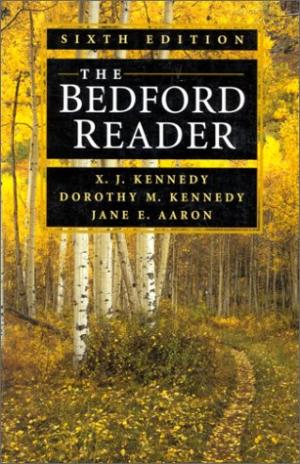 SIXTH EDITION
THE
BEDFORD
READER
X. J. KENNEDY
DOROTHY M. KENNEDY
JANE E. AARON